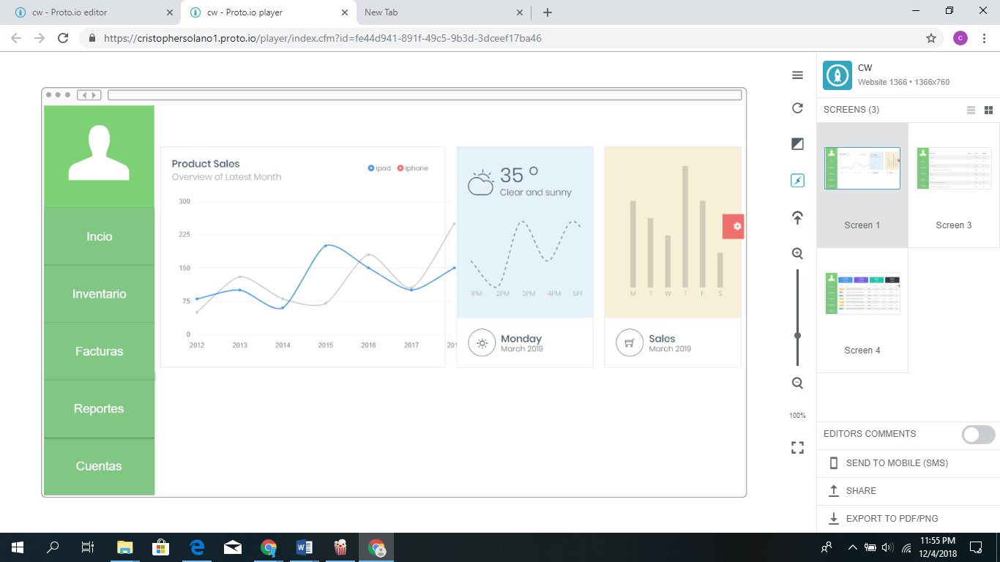 cw - Proto.io editor
cw - Proto.io player
New Tab
https://cristophersolano1.proto.io/player/index.cfm?id=fe44d941-891f-49c5-9b3d-3dceef17ba46
c
CW
Website 1366 • 1366x760
SCREENS (3)
Screen 1
Screen 3
Screen 4
100%
EDITORS COMMENTS
SEND TO MOBILE (SMS)
SHARE
EXPORT TO PDF/PNG
Incio
Inventario
Facturas
Reportes
Cuentas
Product Sales
Overview of Latest Month
Ipad
Iphone
300
225
150
75
0
2012 2013 2014 2015 2016 2017 201
35 °
Clear and sunny
1PM 2PM 3PM 4PM 5PI
Monday
March 2019
M T W T F S
Sales
March 2019
11:55 PM
12/4/2018